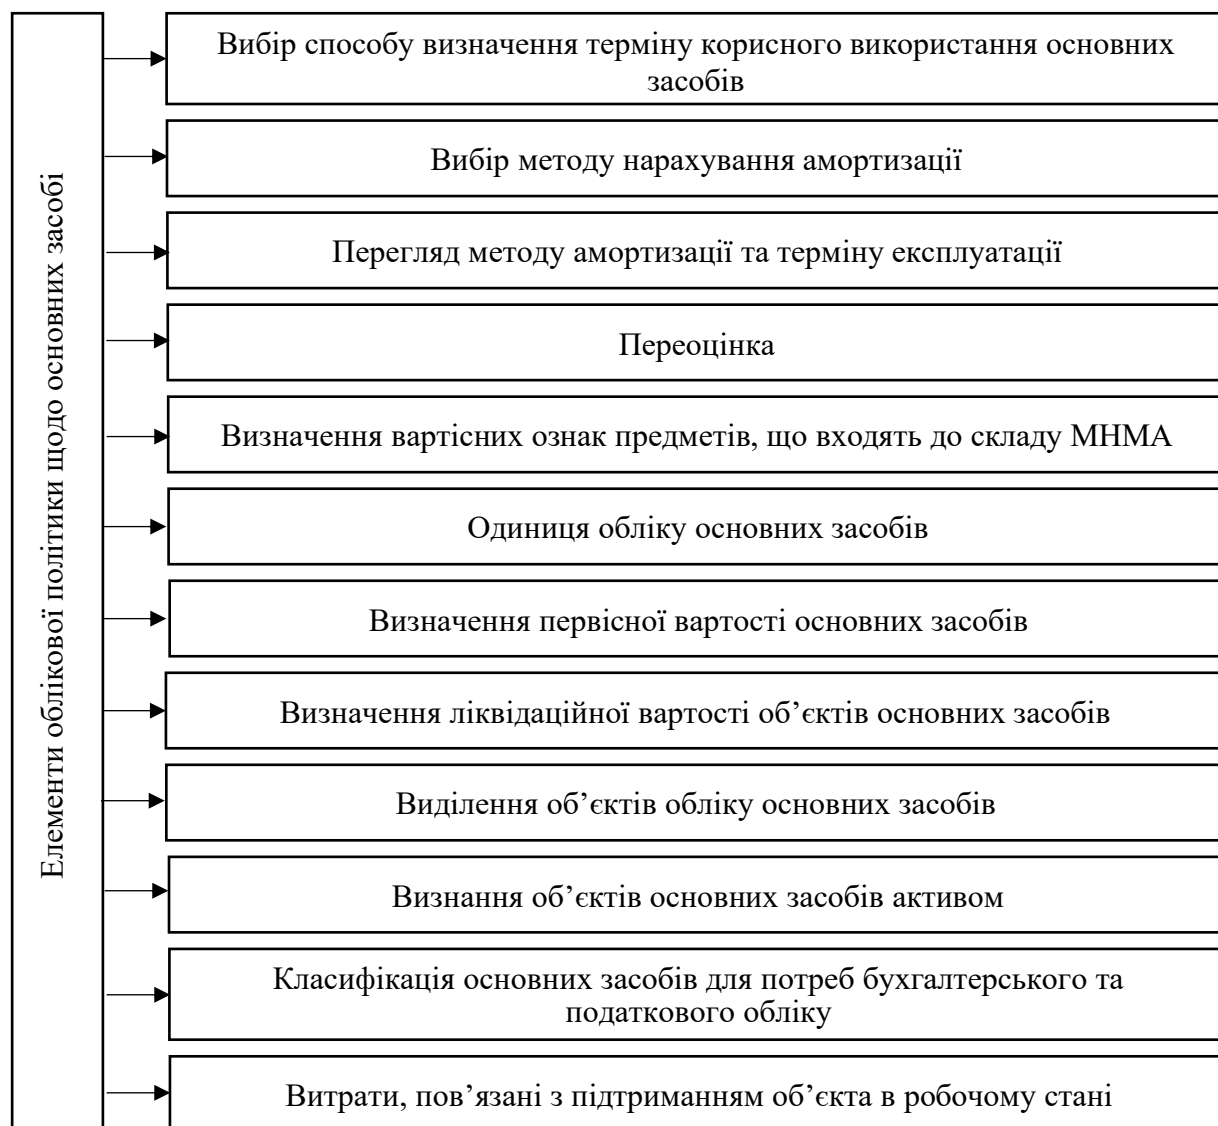 Елементи облікової політики щодо основних засобі
Вибір способу визначення терміну корисного використання основних
засобів
Вибір методу нарахування амортизації
Перегляд методу амортизації та терміну експлуатації
Переоцінка
Визначення вартісних ознак предметів, що входять до складу МНМА
Одиниця обліку основних засобів
Визначення первісної вартості основних засобів
Визначення ліквідаційної вартості об’єктів основних засобів
Виділення об’єктів обліку основних засобів
Визнання об’єктів основних засобів активом
Класифікація основних засобів для потреб бухгалтерського та
податкового обліку
Витрати, пов’язані з підтриманням об’єкта в робочому стані